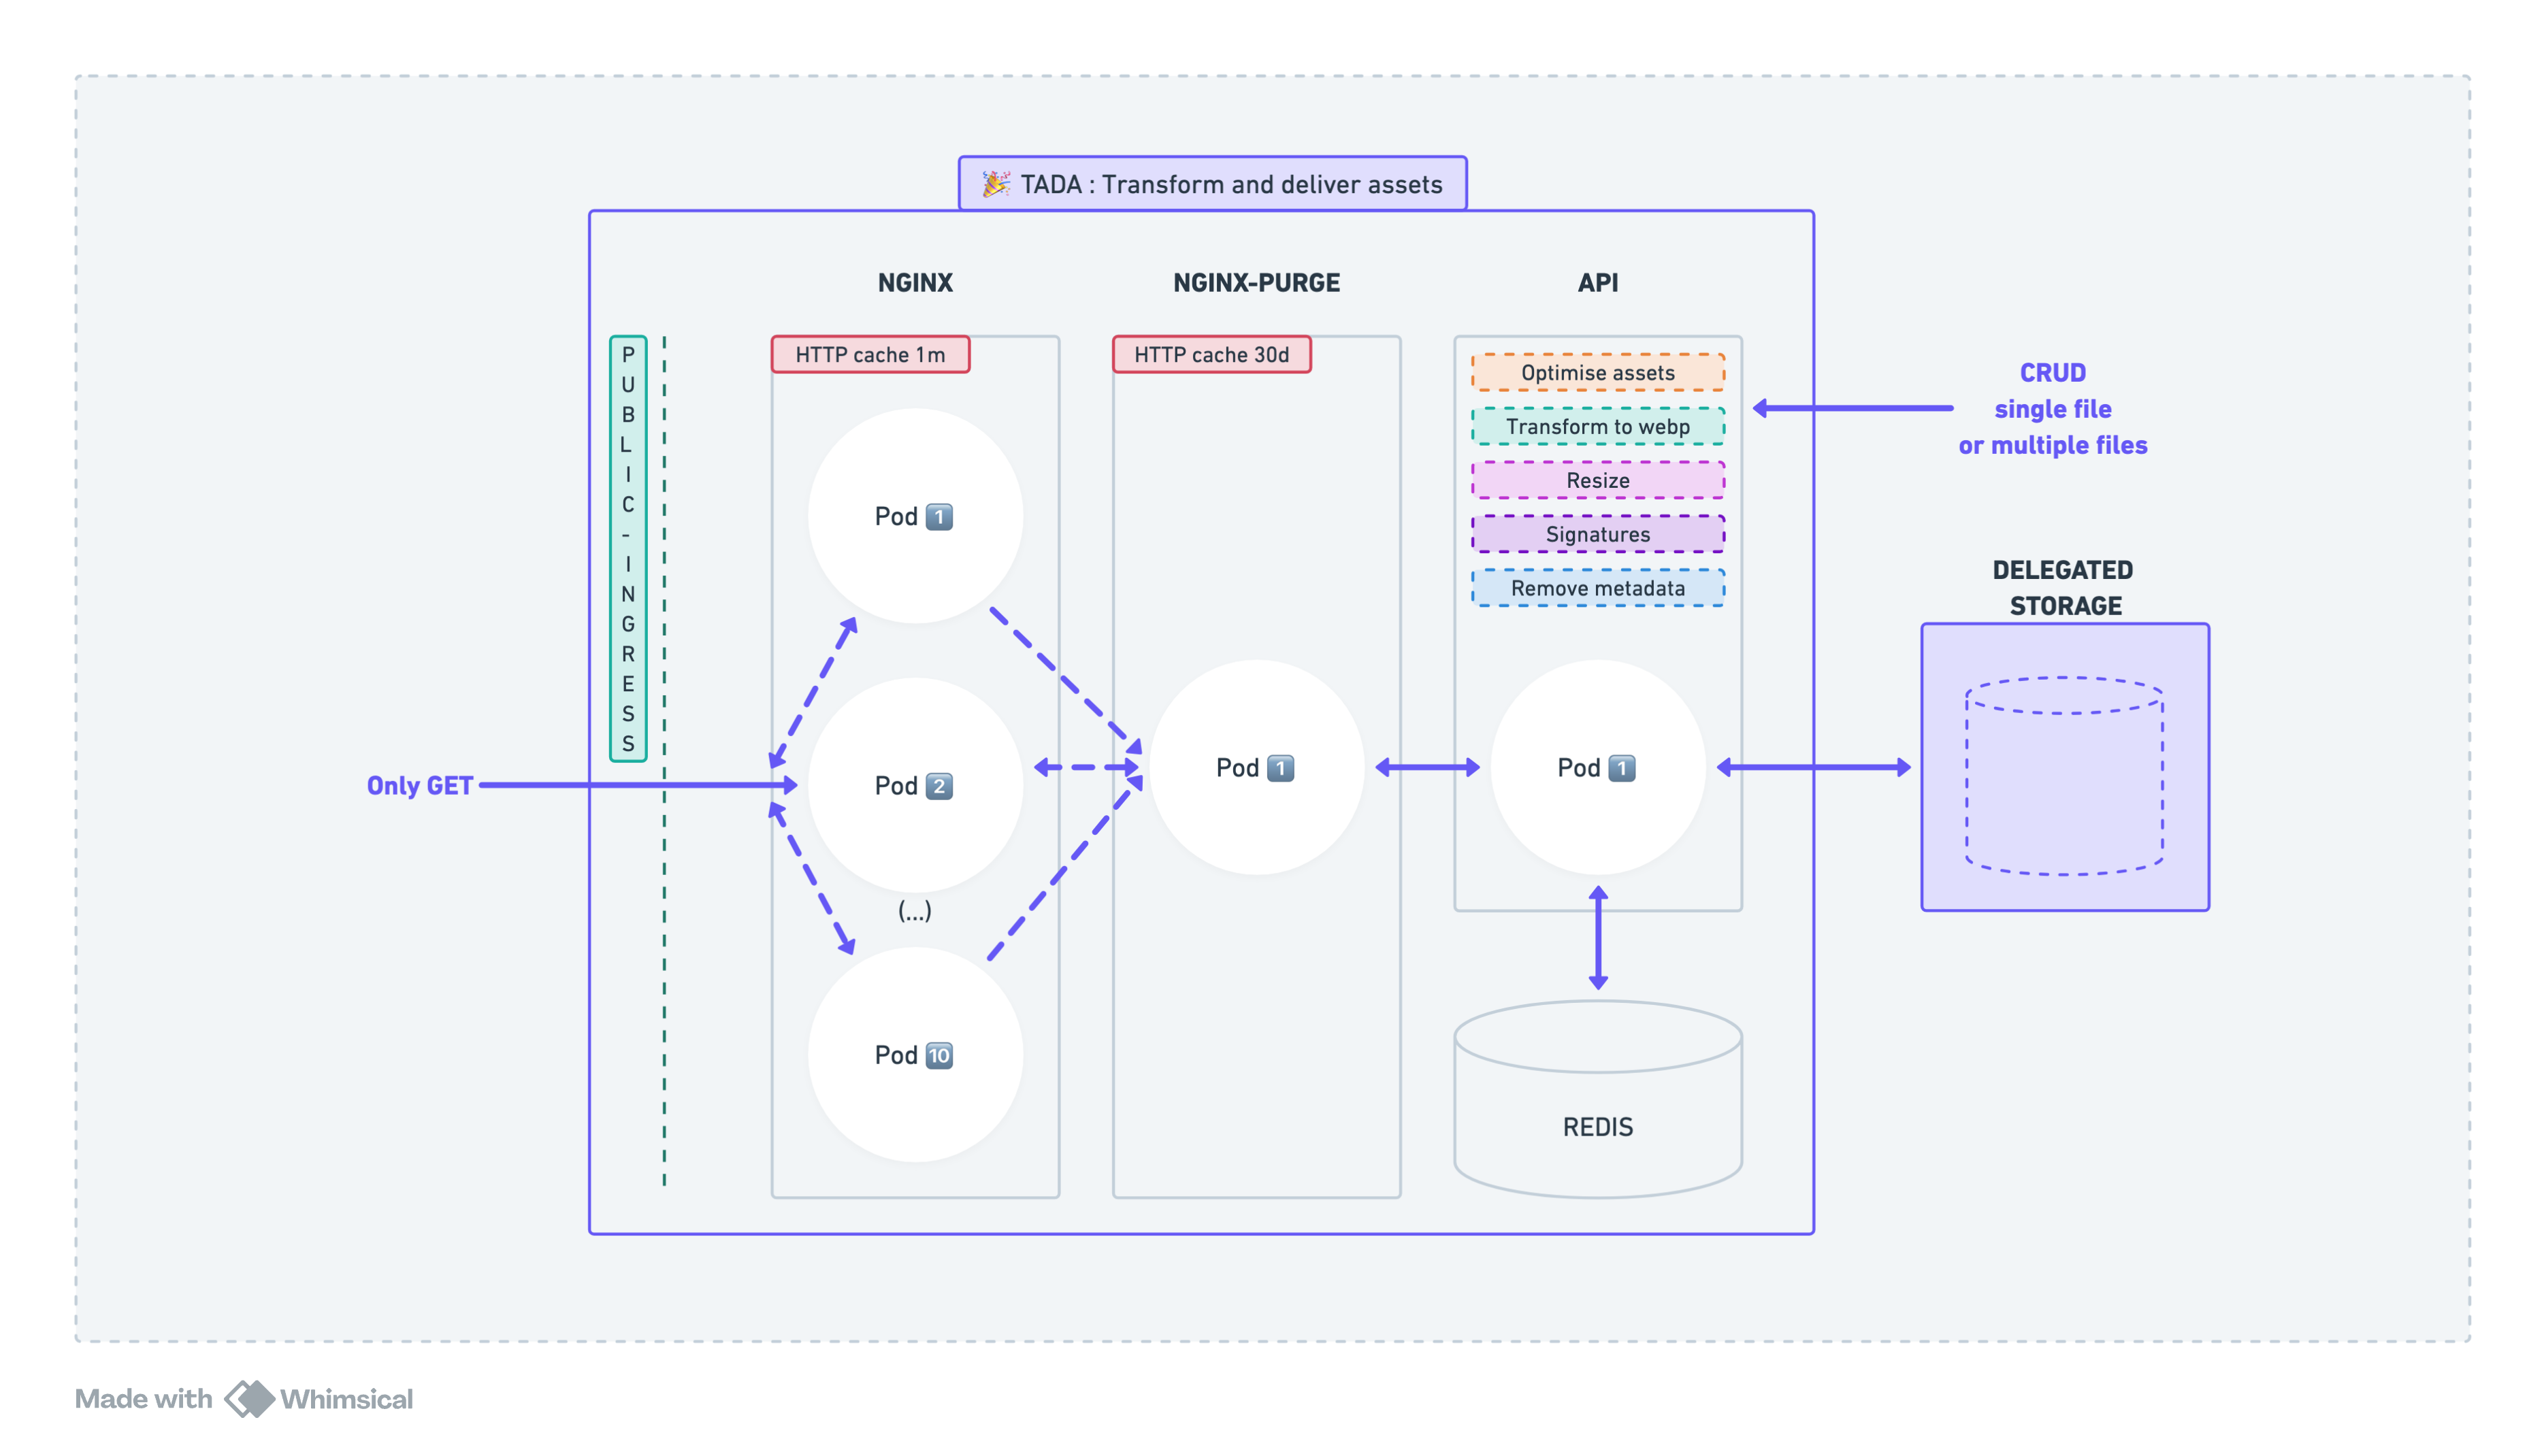 🎉 TADA : Transform and deliver assets
NGINX
NGINX-PURGE
API
PUBLIC-INGRESS
HTTP cache 1m
HTTP cache 30d
Optimise assets
Transform to webp
Resize
Signatures
Remove metadata
CRUD
single file
or multiple files
DELEGATED
STORAGE
Only GET
Pod 1
Pod 2
(...)
Pod 10
Pod 1
Pod 1
REDIS
Made with Whimsical